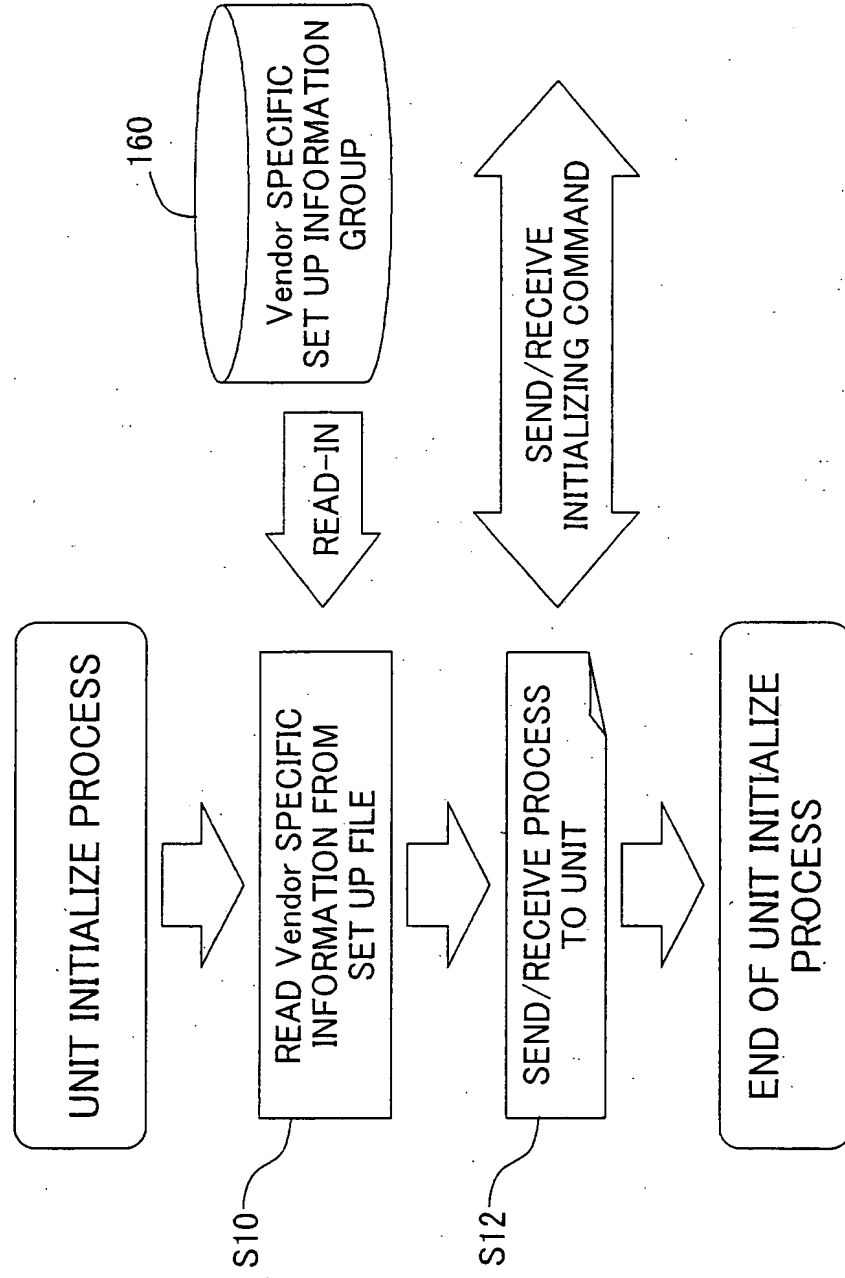 UNIT INITIALIZE PROCESS
S10
READ Vendor SPECIFIC
INFORMATION FROM
SET UP FILE
READ-IN
160
Vendor SPECIFIC
SET UP INFORMATION
GROUP
S12
SEND/RECEIVE PROCESS
TO UNIT
SEND/RECEIVE
INITIALIZING COMMAND
END OF UNIT INITIALIZE
PROCESS